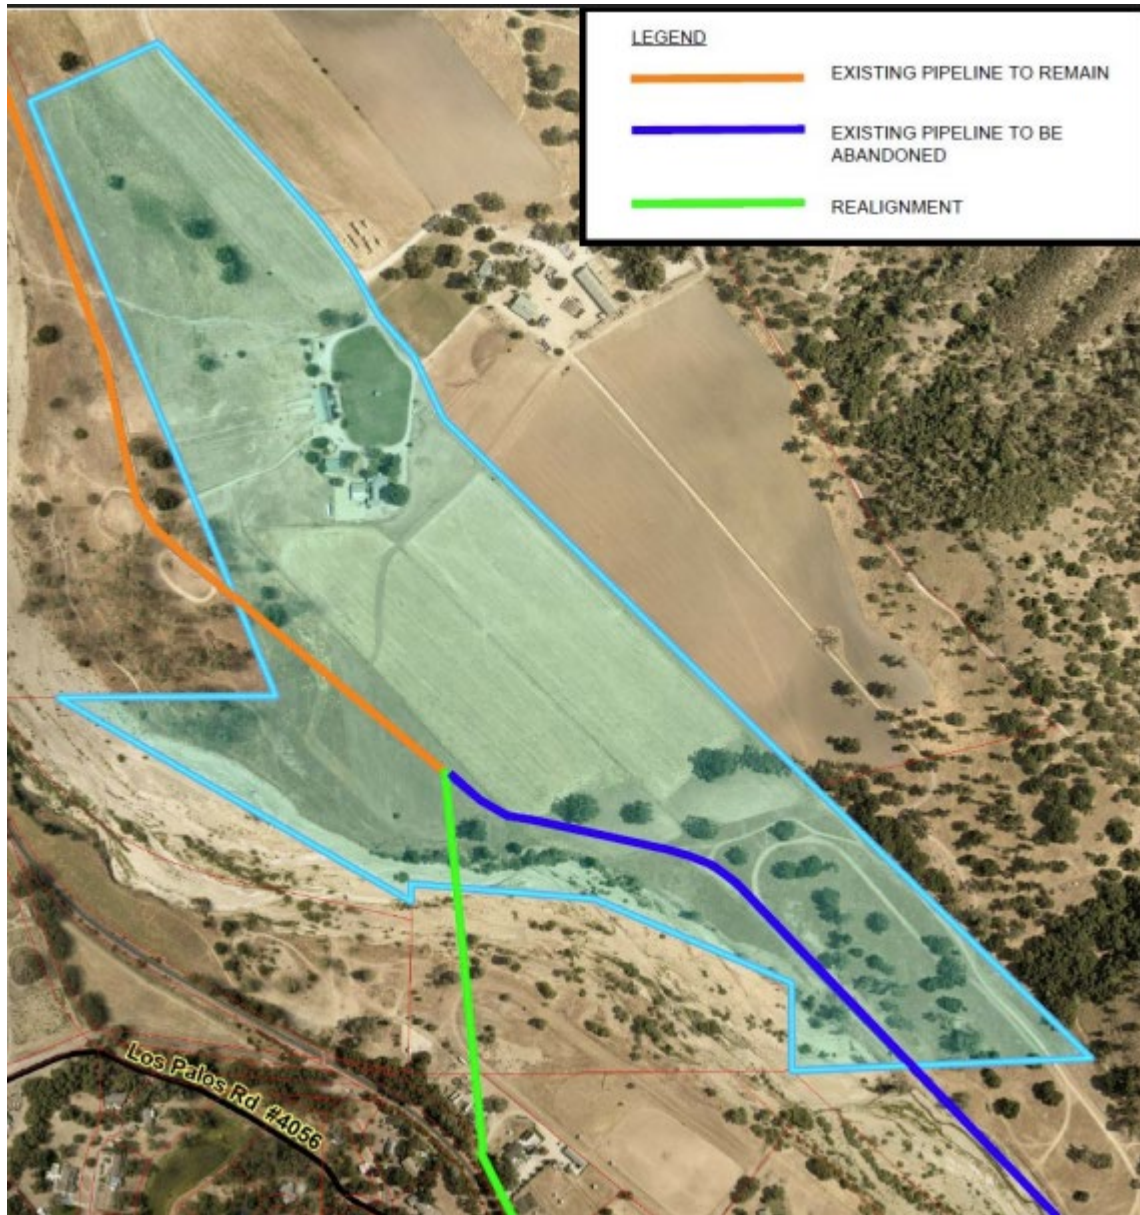 LEGEND
EXISTING PIPELINE TO REMAIN
EXISTING PIPELINE TO BE
ABANDONED
REALIGNMENT
Los Palos Rd #4056